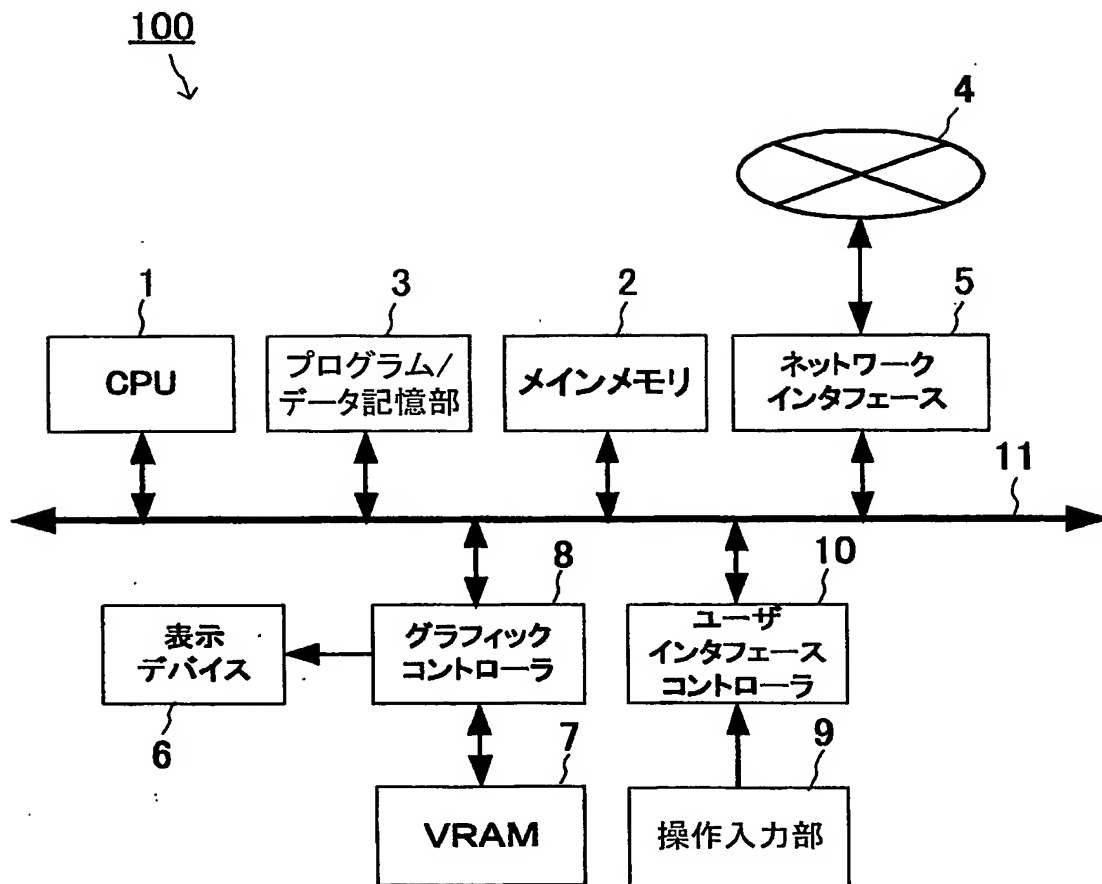 100
4
1
3
2
5
CPU
プログラム/
データ記憶部
メインメモリ
ネットワーク
インタフェース
11
8
10
表示
デバイス
グラフィック
コントローラ
ユーザ
インタフェース
コントローラ
6
7
9
VRAM
操作入力部